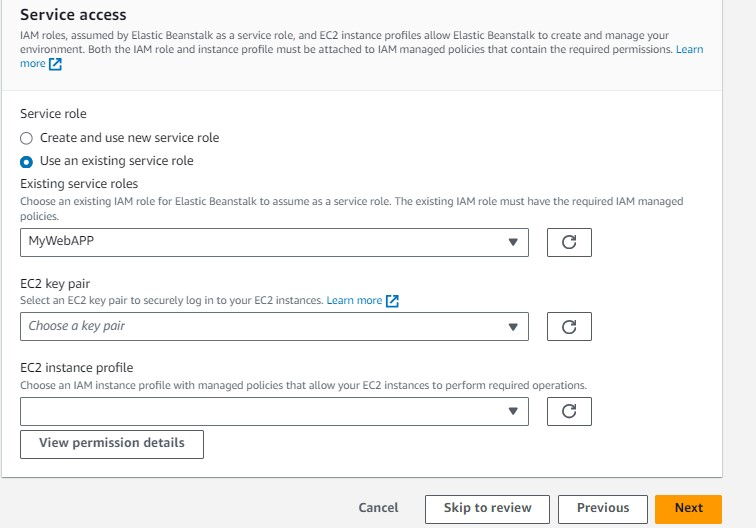 Service access
IAM roles, assumed by Elastic Beanstalk as a service role, and EC2 instance profiles allow Elastic Beanstalk to create and manage your
environment. Both the IAM role and instance profile must be attached to IAM managed policies that contain the required permissions. Learn
more
Service role
Create and use new service role
Use an existing service role
Existing service roles
Choose an existing IAM role for Elastic Beanstalk to assume as a service role. The existing IAM role must have the required IAM managed
policies.
MyWebAPP
EC2 key pair
Select an EC2 key pair to securely log in to your EC2 instances. Learn more
Choose a key pair
EC2 instance profile
Choose an IAM instance profile with managed policies that allow your EC2 instances to perform required operations.
View permission details
Cancel Skip to review Previous Next